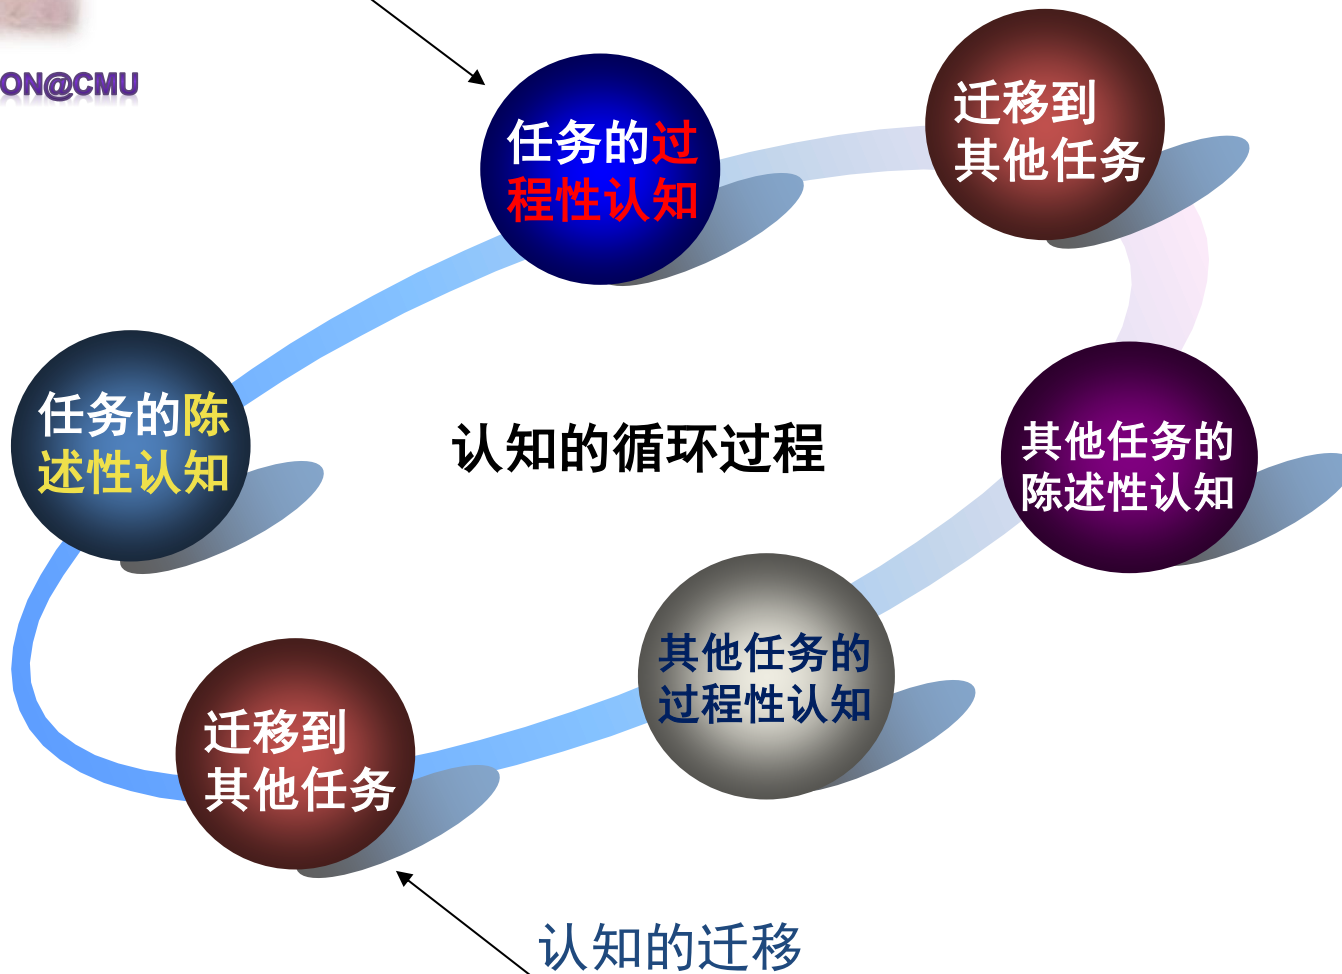 ON@CMU
迁移到
其他任务
任务的过
程性认知
任务的陈
述性认知
认知的循环过程
其他任务的
陈述性认知
其他任务的
过程性认知
迁移到
其他任务
认知的迁移